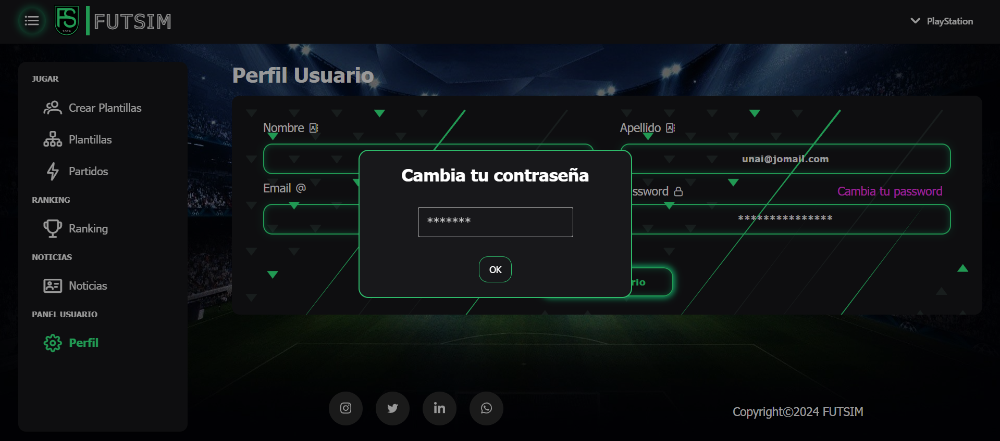 FS
2024
FUTSIM
PlayStation
JUGAR
Crear Plantillas
Plantillas
Partidos
RANKING
Ranking
NOTICIAS
Noticias
PANEL USUARIO
Perfil
Perfil Usuario
Nombre
Apellido
unai@jomail.com
Email @
ssword
Cambia tu password
***************
rio
Cambia tu contraseña
*******
OK
in
Copyright©2024 FUTSIM